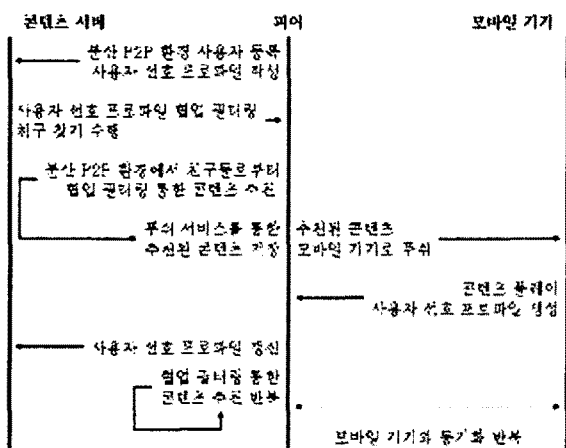 콘텐츠 서버
피어
모바일 기기
분산 P2P 환경 사용자 등록
사용자 선호 프로파일 작성
사용자 선호 프로파일 협업 필터링
친구 찾기 수행
분산 P2P 환경에서 친구들로부터
협업 필터링 통한 콘텐츠 추천
푸쉬 서비스를 통한
추천된 콘텐츠 저장
추천된 콘텐츠
모바일 기기로 푸쉬
콘텐츠 플레이
사용자 선호 프로파일 생성
사용자 선호 프로파일 갱신
협업 필터링 통한
콘텐츠 추천 반복
모바일 기기와 동기화 반복